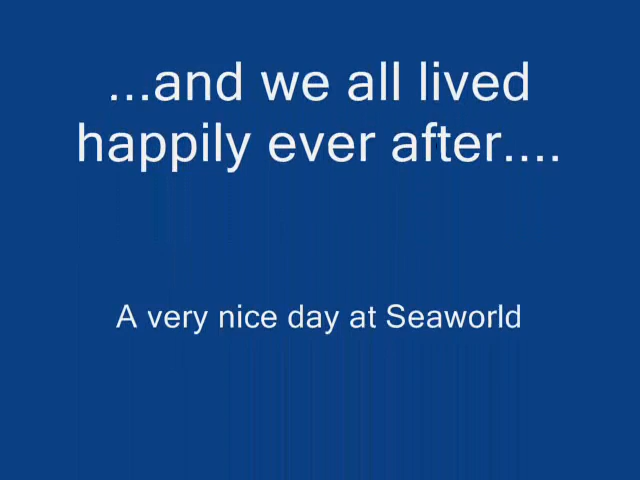 ...and we all lived
happily ever after....
A very nice day at Seaworld